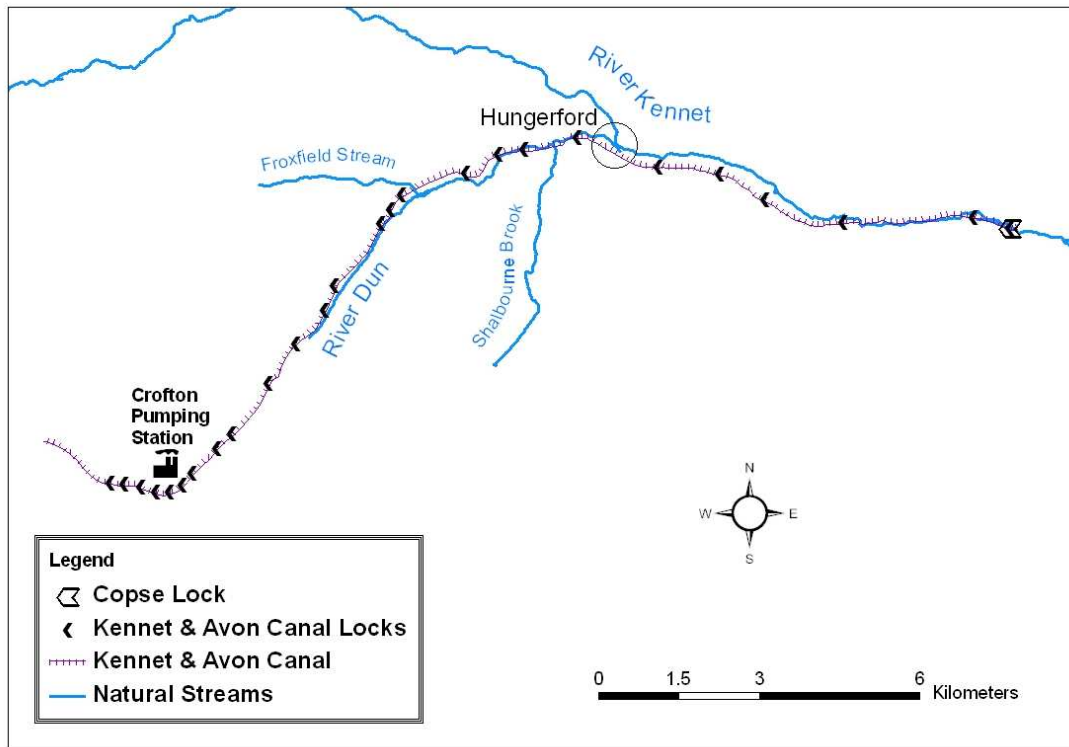 River Kennet
Hungerford
Froxfield Stream
Shalbourne Brook
River Dun
Crofton
Pumping
Station
N
W E
S
Legend
Copse Lock
Kennet & Avon Canal Locks
Kennet & Avon Canal
Natural Streams
0 1.5 3 6
Kilometers